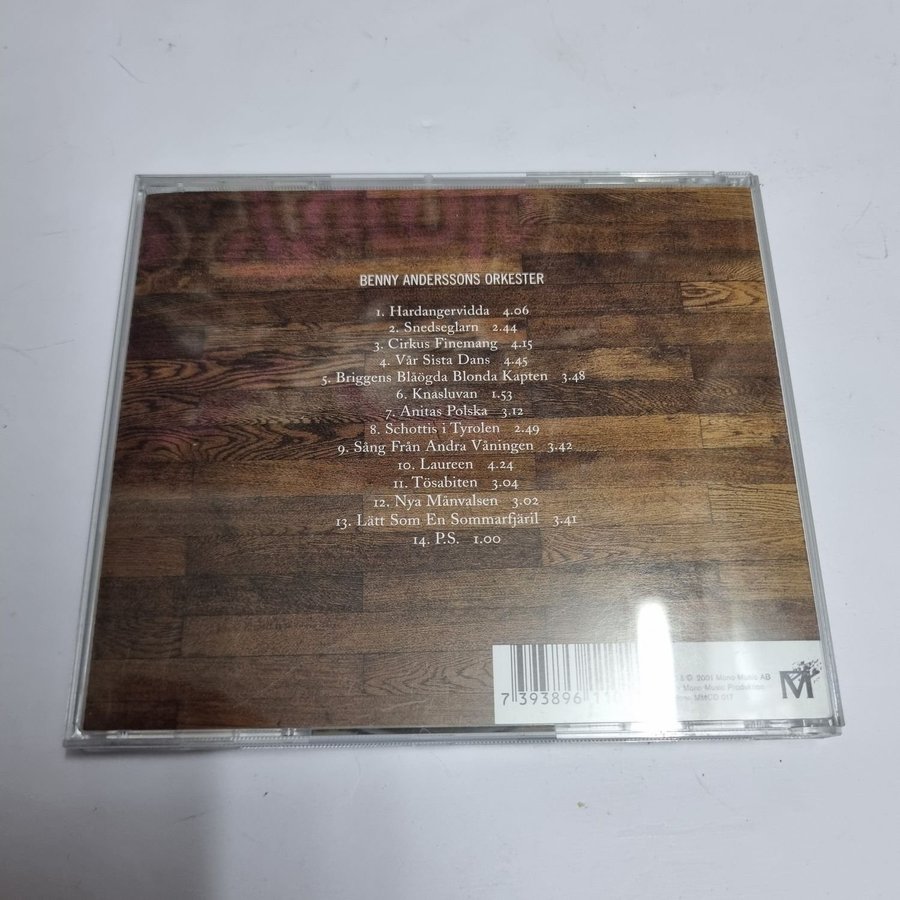 BENNY ANDERSSONS ORKESTER
1. Hardangervidda 4.06
2. Snedseglarn 2.44
3. Cirkus Finemang 4.15
4. Vår Sista Dans 4.45
5. Briggens Blåögda Blonda Kapten 3.48
6. Knasluvan 1.53
7. Anitas Polska 3.12
8. Schottis i Tyrolen 2.49
9. Sång Från Andra Våningen 3.42
10. Laureen 4.24
11. Tösabiten 3.04
12. Nya Månvalsen 3.02
13. Lätt Som En Sommarfjäril 3.41
14. P.S. 1.00
& © 2001 Mono Music AB
Mono Music Production
MMCD 017
7 393896
M